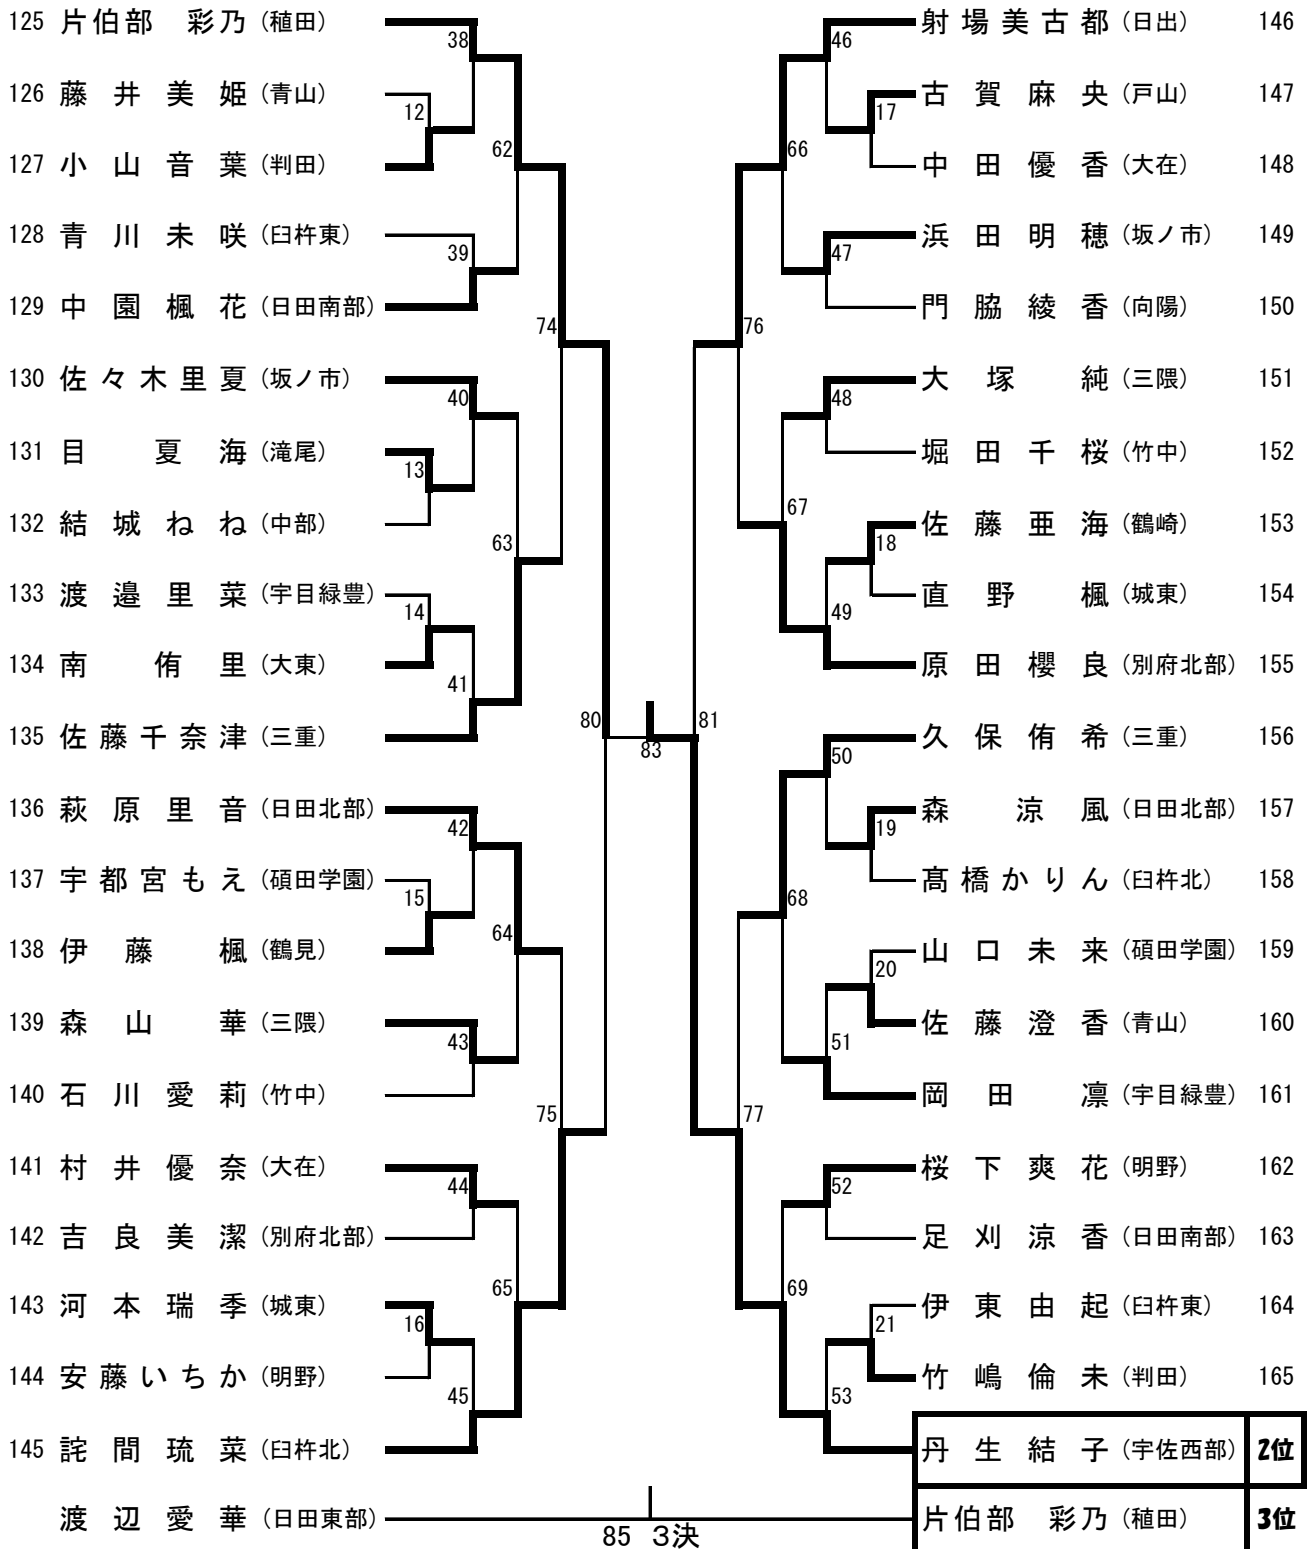 125 片伯部 彩乃 (稙田)
126 藤井美姫 (青山)
127 小山音葉 (判田)
128 青川未咲 (臼杵東)
129 中園楓花 (日田南部)
130 佐々木里夏 (坂ノ市)
131 目 夏海 (滝尾)
132 結城ねね (中部)
133 渡邉里菜 (宇目緑豊)
134 南 侑里 (大東)
135 佐藤千奈津 (三重)
136 萩原里音 (日田北部)
137 宇都宮もえ (碩田学園)
138 伊藤楓 (鶴見)
139 森山華 (三隈)
140 石川愛莉 (竹中)
141 村井優奈 (大在)
142 吉良美潔 (別府北部)
143 河本瑞季 (城東)
144 安藤いちか (明野)
145 詫間琉菜 (臼杵北)
渡辺愛華 (日田東部)
38
12
62
39
74
40
13
63
14
41
80
42
15
64
43
75
44
65
16
45
83
85 3決
46
17
66
47
76
48
67
18
49
81
50
19
68
20
51
77
52
69
21
53
射場美古都 (日出) 146
古賀麻央 (戸山) 147
中田優香 (大在) 148
浜田明穂 (坂ノ市) 149
門脇綾香 (向陽) 150
大塚純 (三隈) 151
堀田千桜 (竹中) 152
佐藤亜海 (鶴崎) 153
直野楓 (城東) 154
原田櫻良 (別府北部) 155
久保侑希 (三重) 156
森涼風 (日田北部) 157
髙橋かりん (臼杵北) 158
山口未来 (碩田学園) 159
佐藤澄香 (青山) 160
岡田凛 (宇目緑豊) 161
桜下爽花 (明野) 162
足刈涼香 (日田南部) 163
伊東由起 (臼杵東) 164
竹嶋倫未 (判田) 165
丹生結子 (宇佐西部) 2位
片伯部 彩乃 (稙田) 3位